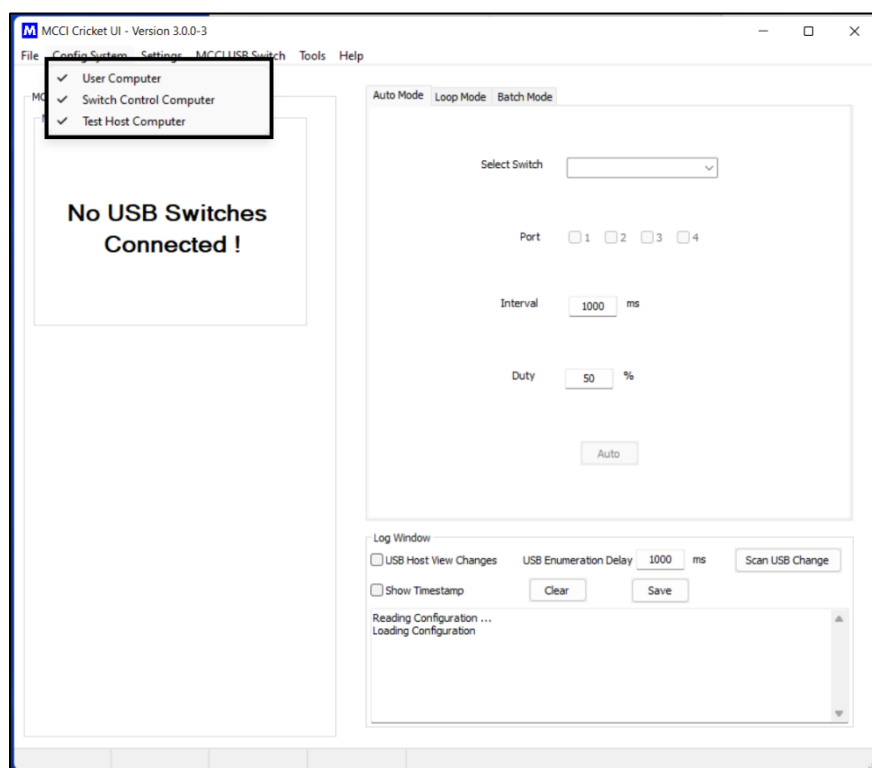 MCCI Cricket UI - Version 3.0.0-3
File Config System Settings MCCI USB Switch Tools Help
User Computer
Switch Control Computer
Test Host Computer
No USB Switches
Connected !
Auto Mode Loop Mode Batch Mode
Select Switch
Port 1 2 3 4
Interval 1000 ms
Duty 50 %
Auto
Log Window
USB Host View Changes USB Enumeration Delay 1000 ms Scan USB Change
Show Timestamp Clear Save
Reading Configuration ...
Loading Configuration